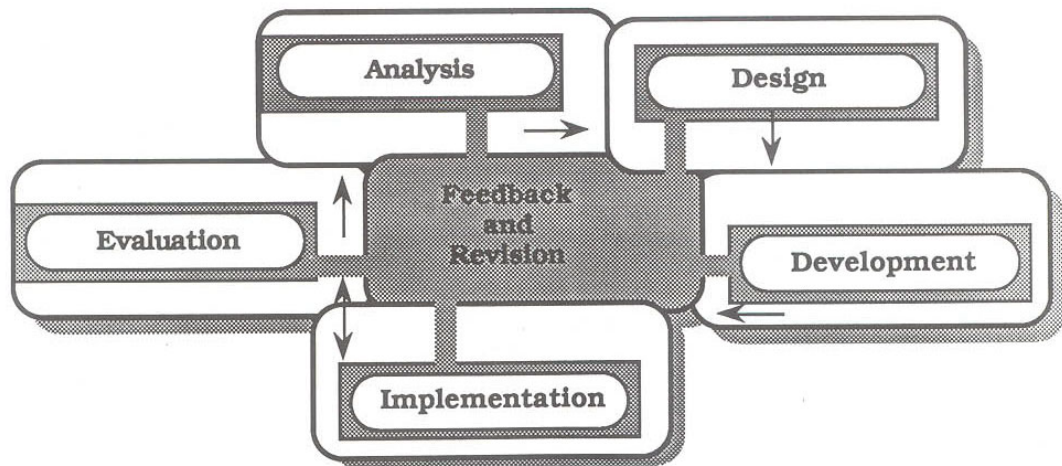 Analysis
Design
Feedback
and
Revision
Evaluation
Development
Implementation